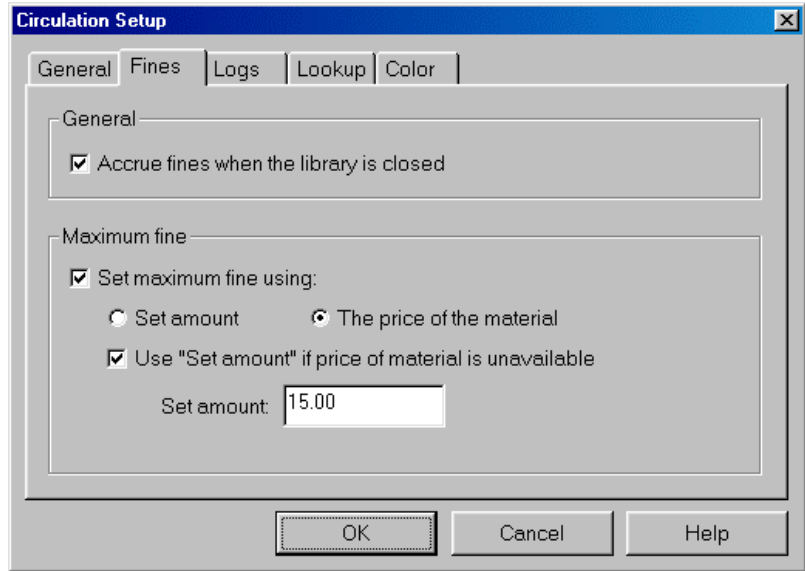 Circulation Setup
General Fines Logs Lookup Color
General
Accrue fines when the library is closed
Maximum fine
Set maximum fine using:
Set amount The price of the material
Use "Set amount" if price of material is unavailable
Set amount: 15.00
OK Cancel Help